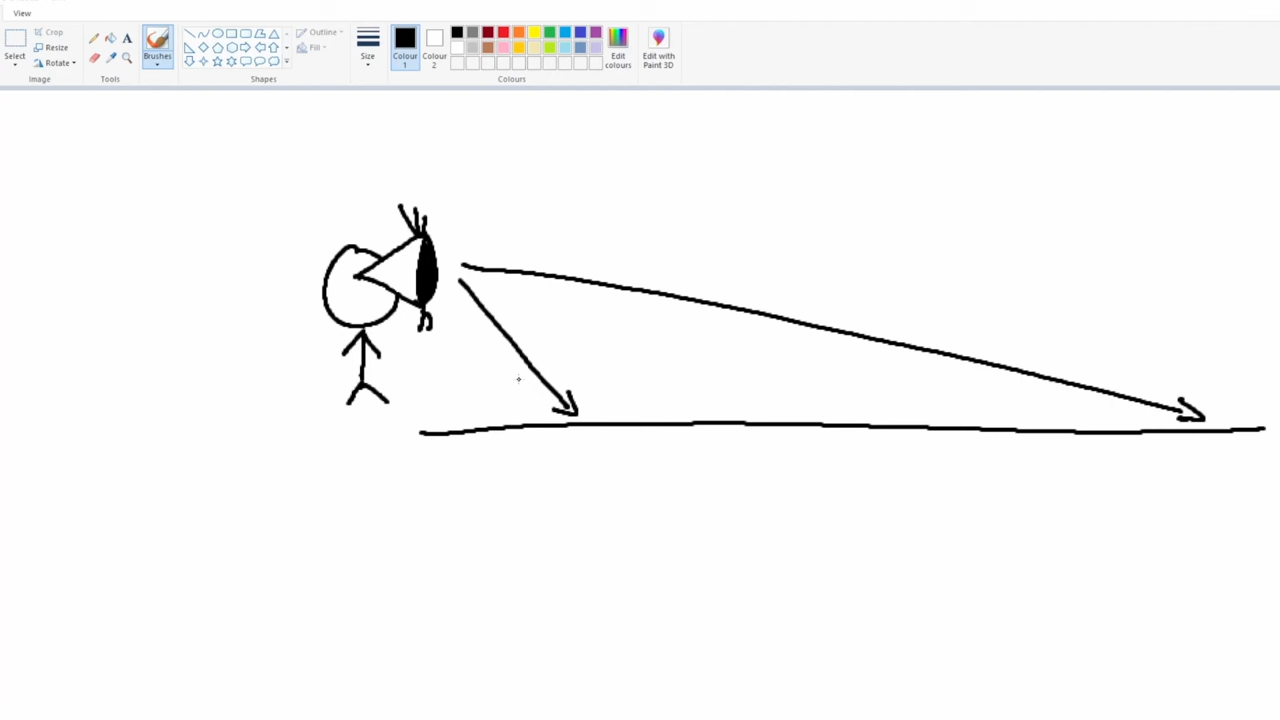 View
Crop
Resize
Rotate
Select
Image
A
Tools
Brushes
Outline
Fill
Shapes
Size
Colour
1
Colour
2
Edit
colours
Colours
Edit with
Paint 3D